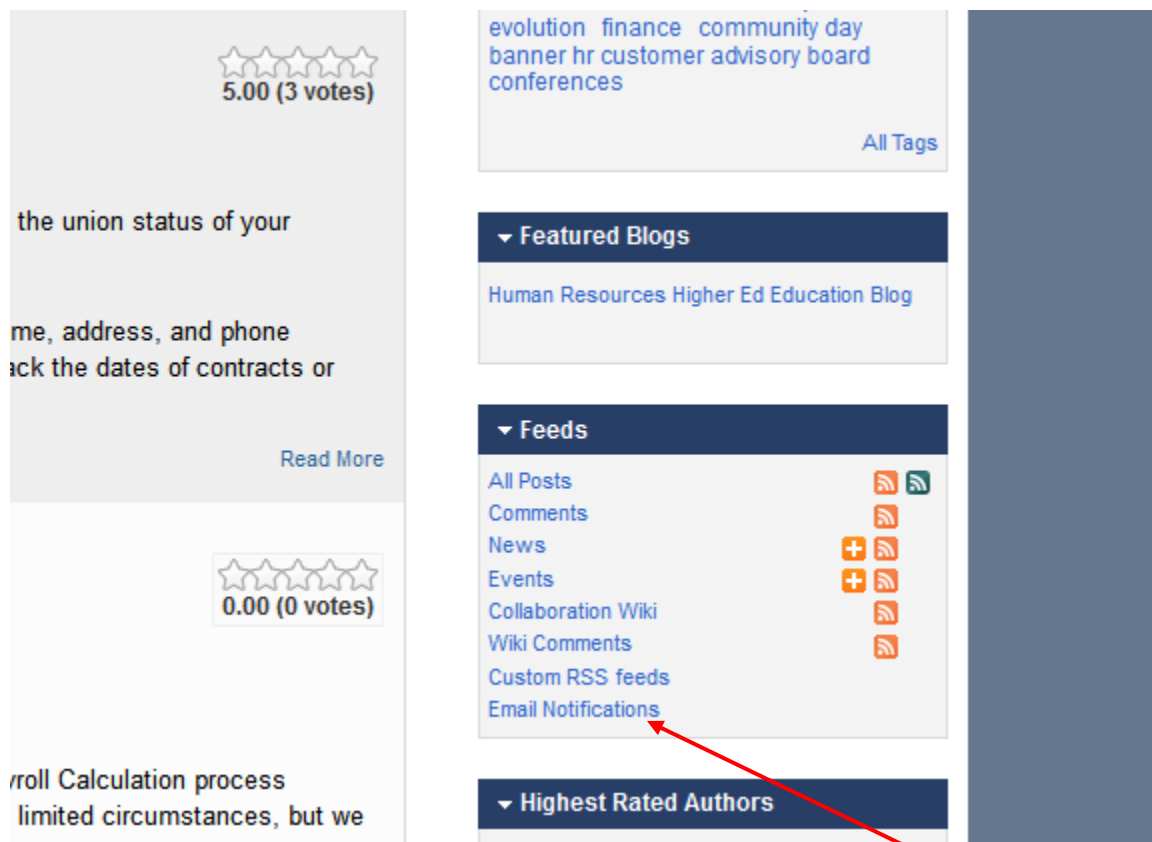 5.00 (3 votes)
the union status of your
me, address, and phone
ack the dates of contracts or
Read More
0.00 (0 votes)
yroll Calculation process
limited circumstances, but we
evolution finance community day
banner hr customer advisory board
conferences
All Tags
Featured Blogs
Human Resources Higher Ed Education Blog
Feeds
All Posts
Comments
News
Events
Collaboration Wiki
Wiki Comments
Custom RSS feeds
Email Notifications
Highest Rated Authors